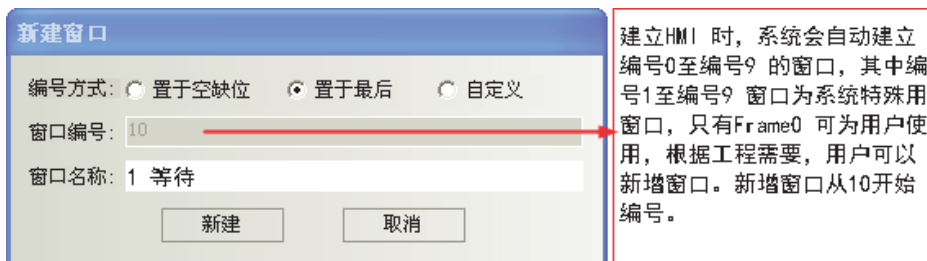 新建窗口
编号方式: 置于空缺位 置于最后 自定义
窗口编号: 10
窗口名称: 1 等待
新建 取消
建立HMI 时, 系统会自动建立
编号0至编号9 的窗口, 其中编
号1至编号9 窗口为系统特殊用
窗口, 只有Frame0 可为用户使
用, 根据工程需要, 用户可以
新增窗口。新增窗口从10开始
编号。